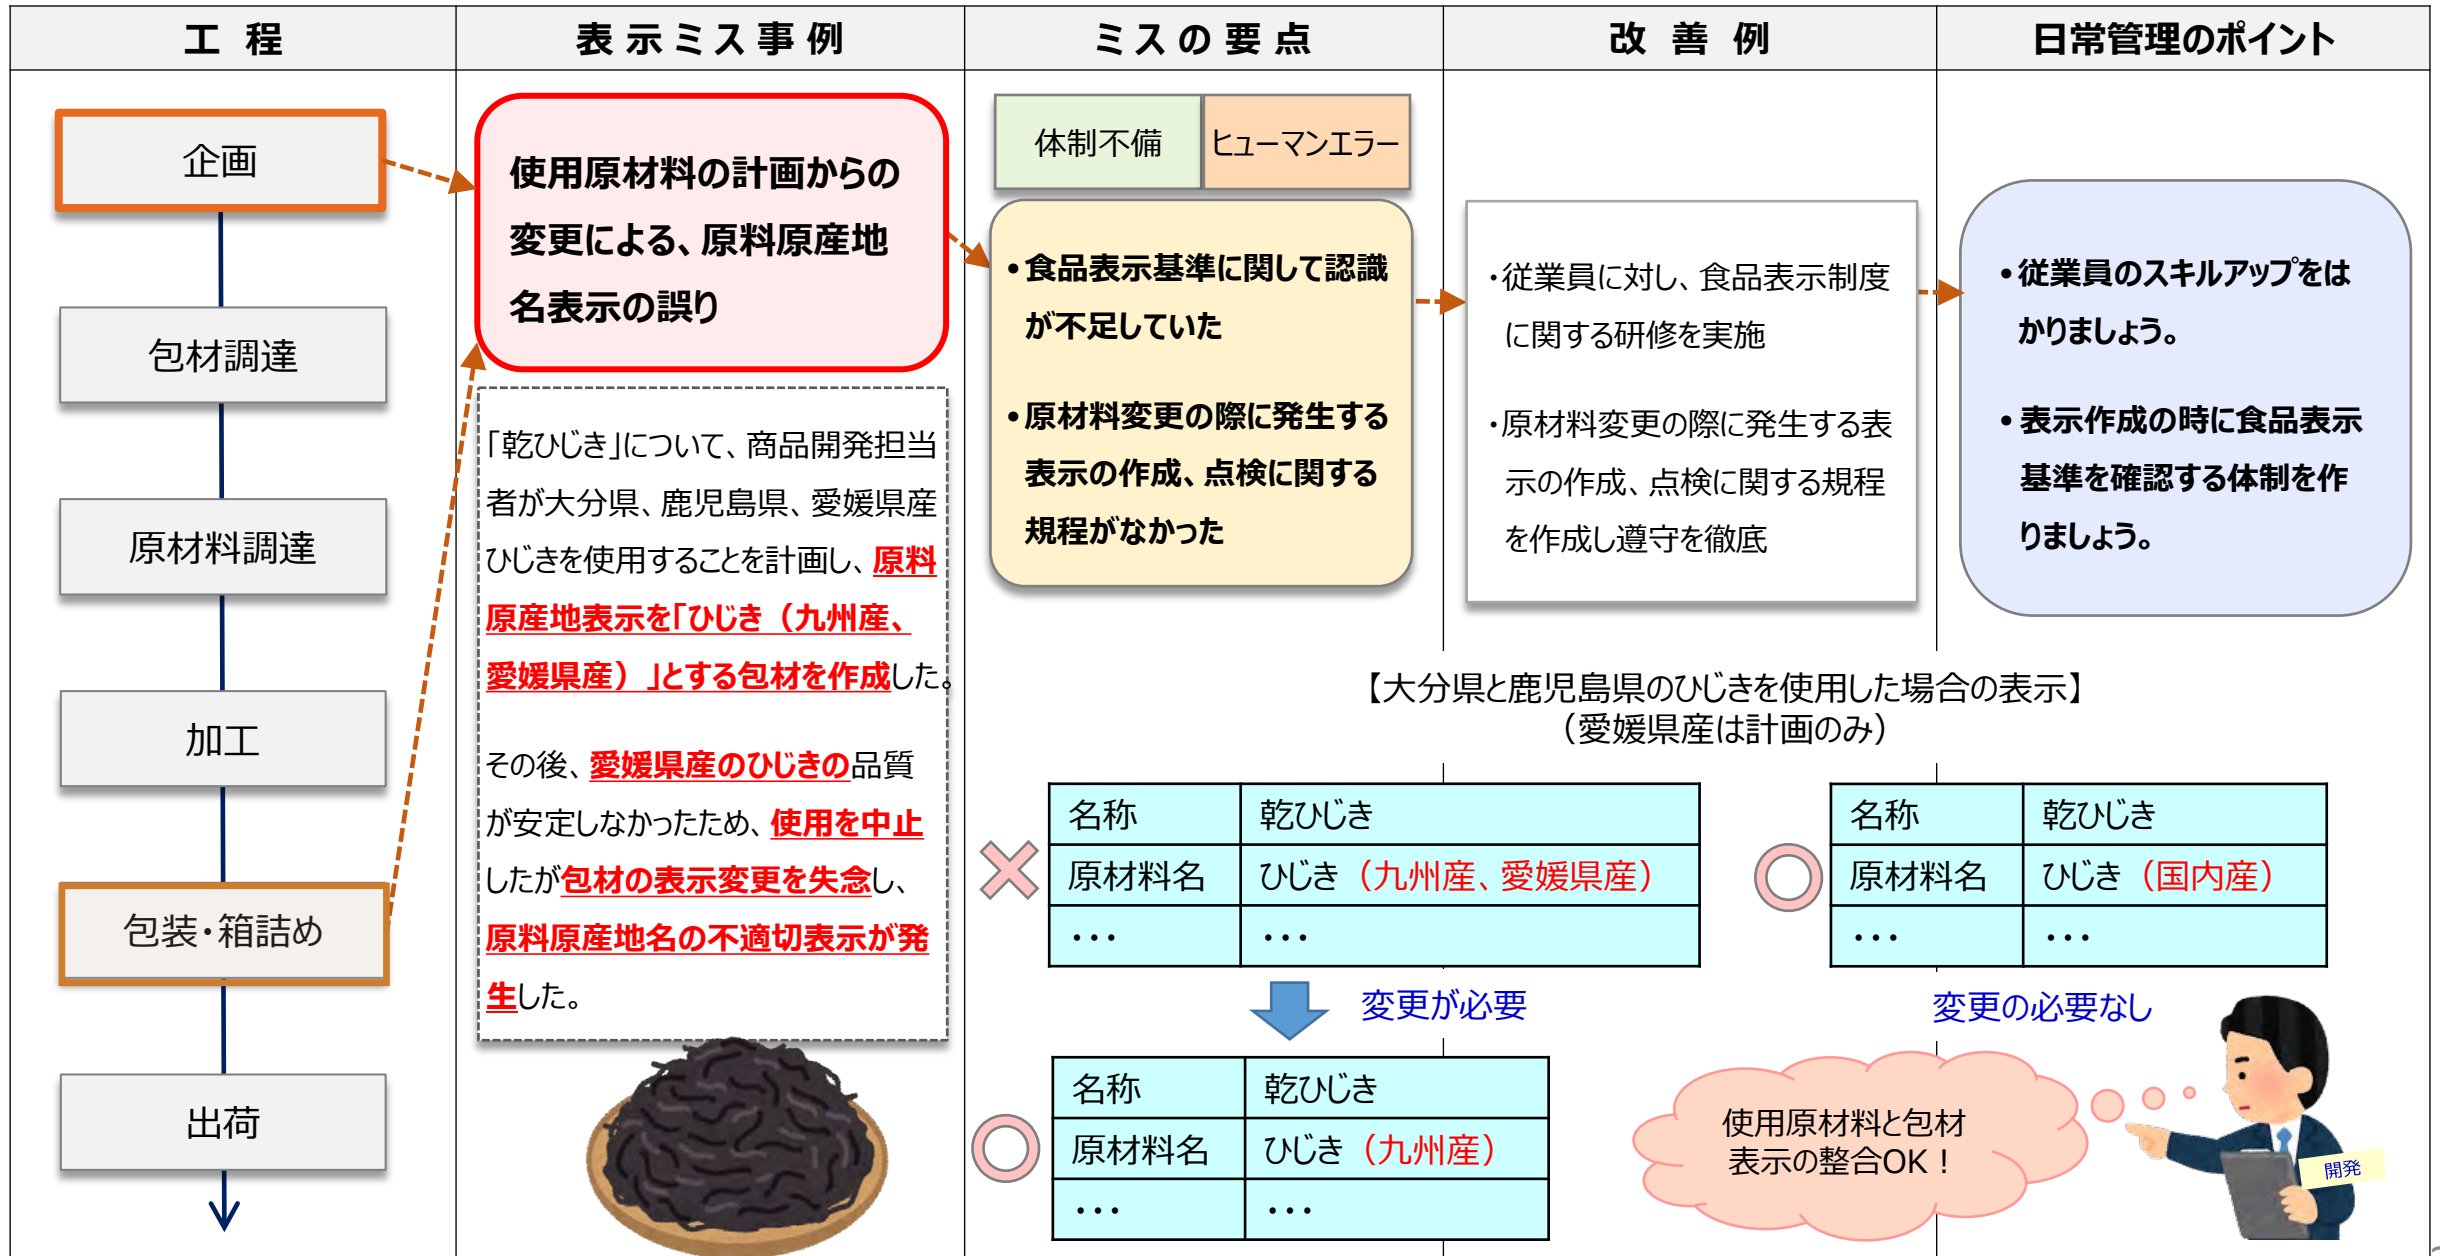 工 程
表 示 ミ ス 事 例
ミ ス の 要 点
改 善 例
日常管理のポイント
企画
包材調達
原材料調達
加工
包装・箱詰め
出荷
使用原材料の計画からの
変更による、原料原産地
名表示の誤り
「乾ひじき」について、商品開発担当
者が大分県、鹿児島県、愛媛県産
ひじきを使用することを計画し、原料
原産地表示を「ひじき（九州産、
愛媛県産）」とする包材を作成した。
その後、愛媛県産のひじきの品質
が安定しなかったため、使用を中止
したが包材の表示変更を失念し、
原料原産地名の不適切表示が発
生した。
体制不備
ヒューマンエラー
•食品表示基準に関して認識
が不足していた
•原材料変更の際に発生する
表示の作成、点検に関する
規程がなかった
・従業員に対し、食品表示制度
に関する研修を実施
・原材料変更の際に発生する表
示の作成、点検に関する規程
を作成し遵守を徹底
•従業員のスキルアップをは
かりましょう。
•表示作成の時に食品表示
基準を確認する体制を作
りましょう。
【大分県と鹿児島県のひじきを使用した場合の表示】
（愛媛県産は計画のみ）
名称 乾ひじき
原材料名 ひじき（九州産、愛媛県産）
・・・ ・・・
変更が必要
名称 乾ひじき
原材料名 ひじき（九州産）
・・・ ・・・
名称 乾ひじき
原材料名 ひじき（国内産）
・・・ ・・・
変更の必要なし
使用原材料と包材
表示の整合OK！
開発